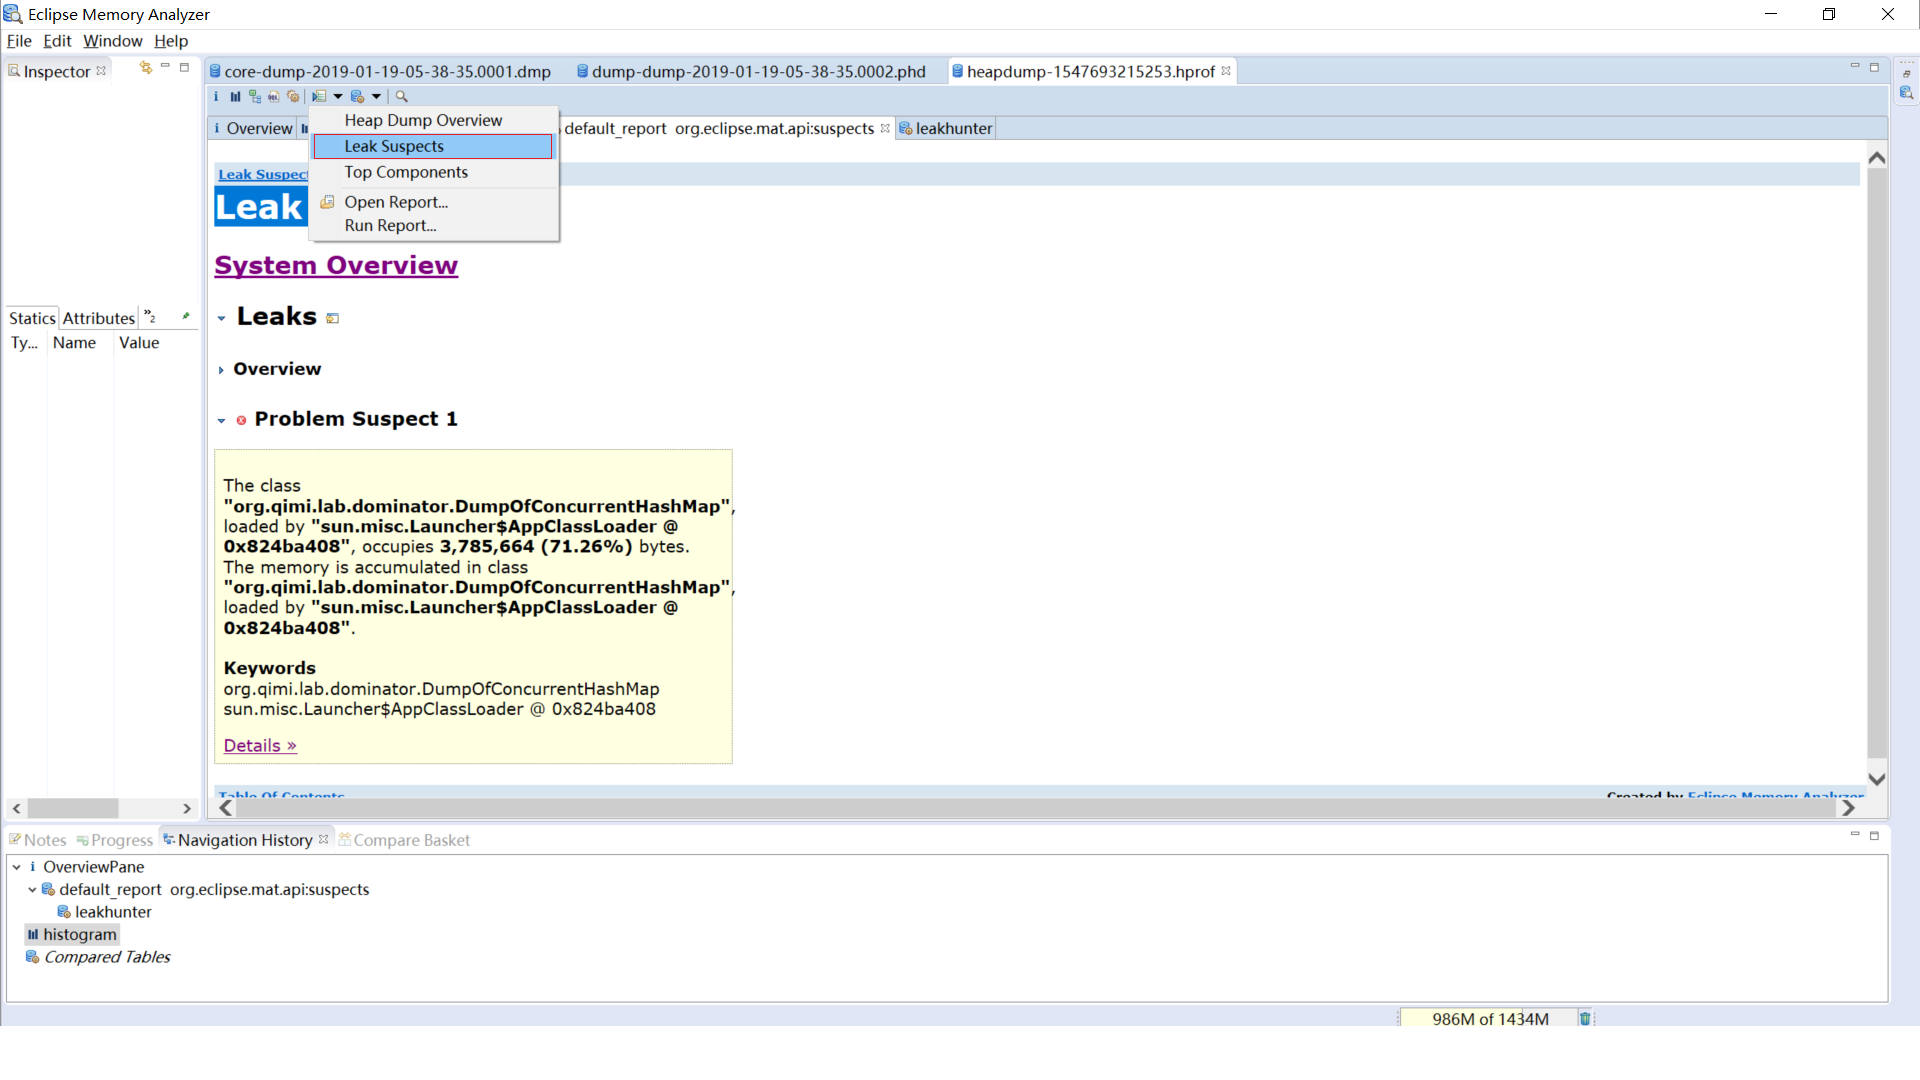 Eclipse Memory Analyzer
File Edit Window Help
Inspector
core-dump-2019-01-19-05-38-35.0001.dmp
dump-dump-2019-01-19-05-38-35.0002.phd
heapdump-1547693215253.hprof
Overview
default_report org.eclipse.mat.api:suspects
leakhunter
Heap Dump Overview
Leak Suspects
Top Components
Open Report...
Run Report...
Leak Suspect
Leak
System Overview
Leaks
Overview
Problem Suspect 1
The class
"org.qimi.lab.dominator.DumpOfConcurrentHashMap",
loaded by "sun.misc.Launcher$AppClassLoader @
0x824ba408", occupies 3,785,664 (71.26%) bytes.
The memory is accumulated in class
"org.qimi.lab.dominator.DumpOfConcurrentHashMap",
loaded by "sun.misc.Launcher$AppClassLoader @
0x824ba408".
Keywords
org.qimi.lab.dominator.DumpOfConcurrentHashMap
sun.misc.Launcher$AppClassLoader @ 0x824ba408
Details »
Table Of Contents
Created by Eclipse Memory Analyzer
Statics Attributes »2
Ty... Name Value
Notes Progress Navigation History Compare Basket
OverviewPane
default_report org.eclipse.mat.api:suspects
leakhunter
histogram
Compared Tables
986M of 1434M